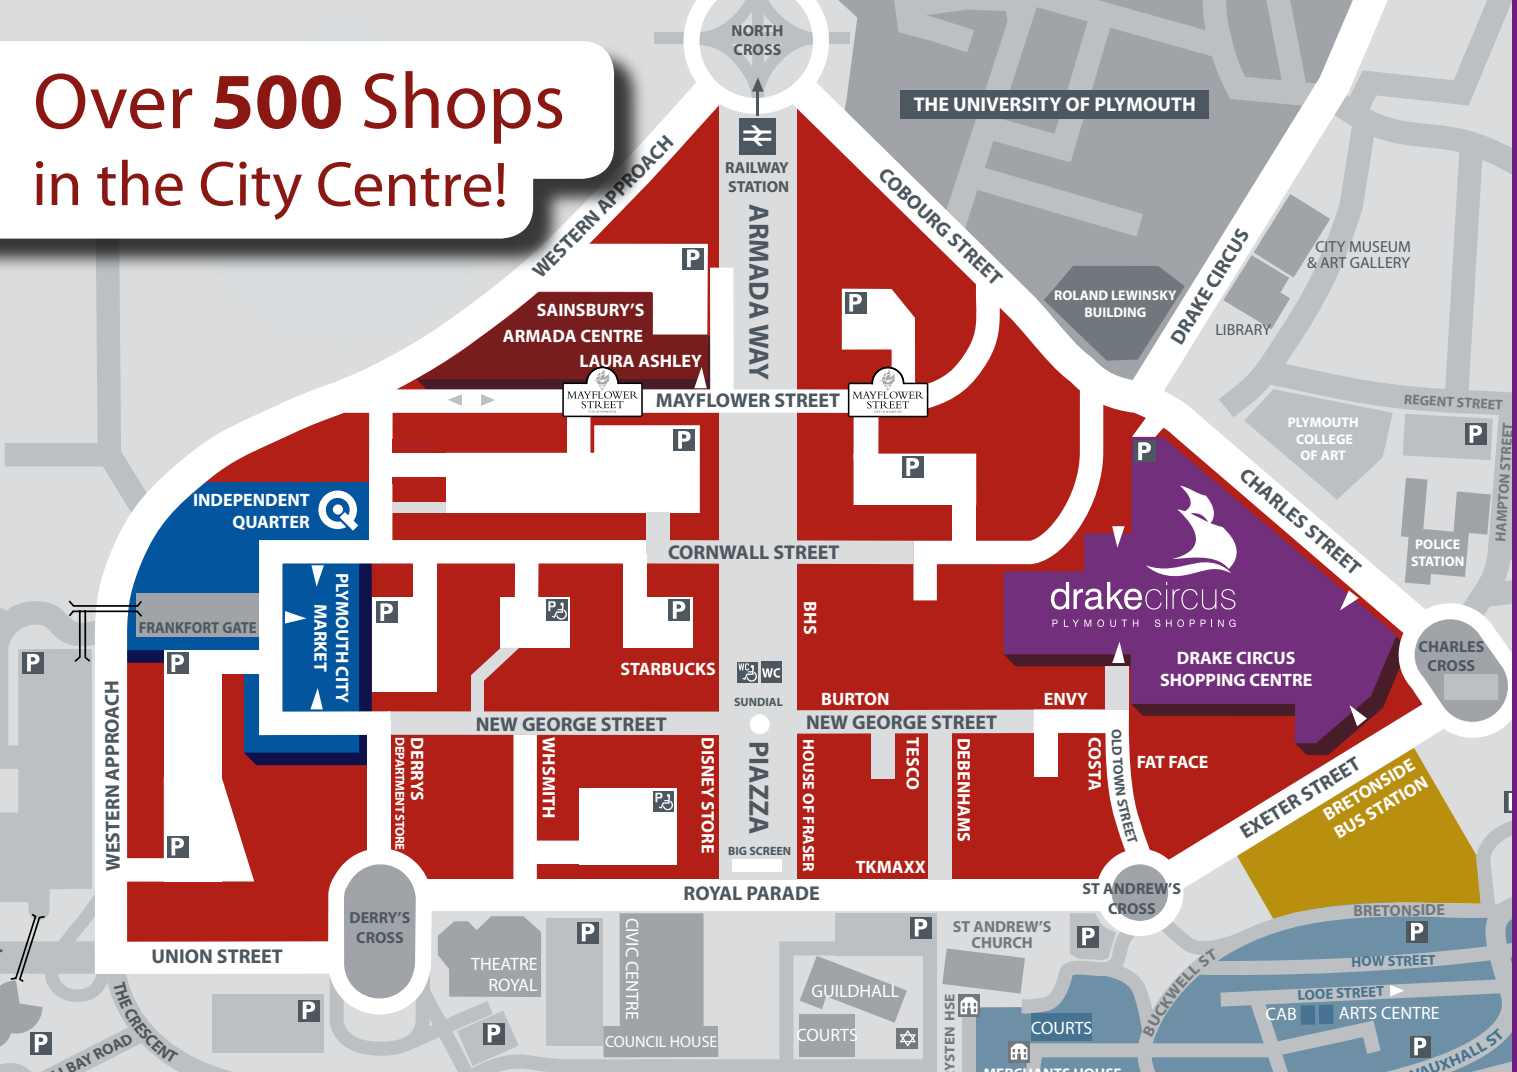 Over 500 Shops
in the City Centre!
NORTH
CROSS
THE UNIVERSITY OF PLYMOUTH
RAILWAY
STATION
WESTERN APPROACH
ARMADA WAY
COBOURG STREET
DRAKE CIRCUS
CITY MUSEUM
& ART GALLERY
LIBRARY
ROLAND LEWINSKY
BUILDING
P
P
SAINSBURY'S
ARMADA CENTRE
LAURA ASHLEY
MAYFLOWER
STREET
MAYFLOWER STREET
MAYFLOWER
STREET
REGENT STREET
PLYMOUTH
COLLEGE
OF ART
P
HAMPTON STREET
P
P
P
CHARLES STREET
POLICE
STATION
INDEPENDENT
QUARTER
CORNWALL STREET
drakecircus
PLYMOUTH SHOPPING
DRAKE CIRCUS
SHOPPING CENTRE
CHARLES
CROSS
FRANKFORT GATE
PLYMOUTH CITY
MARKET
P
P
P
BHS
STARBUCKS
WC
WC
SUNDIAL
BURTON
ENVY
P
P
NEW GEORGE STREET
NEW GEORGE STREET
WESTERN APPROACH
DERRYS
DEPARTMENT STORE
WHSMITH
DISNEY STORE
PIAZZA
HOUSE OF FRASER
TESCO
DEBENHAMS
COSTA
OLD TOWN STREET
FAT FACE
EXETER STREET
BRETONSIDE
BUS STATION
P
P
BIG SCREEN
TKMAXX
ROYAL PARADE
ST ANDREW'S
CROSS
DERRY'S
CROSS
UNION STREET
THEATRE
ROYAL
P
CIVIC CENTRE
COUNCIL HOUSE
P
GUILDHALL
COURTS
ST ANDREW'S
CHURCH
P
BRETONSIDE
P
HOW STREET
LOOE STREET
CAB
ARTS CENTRE
BUCKWELL ST
COURTS
P
VAUXHALL ST
THE CRESCENT
P
P
P